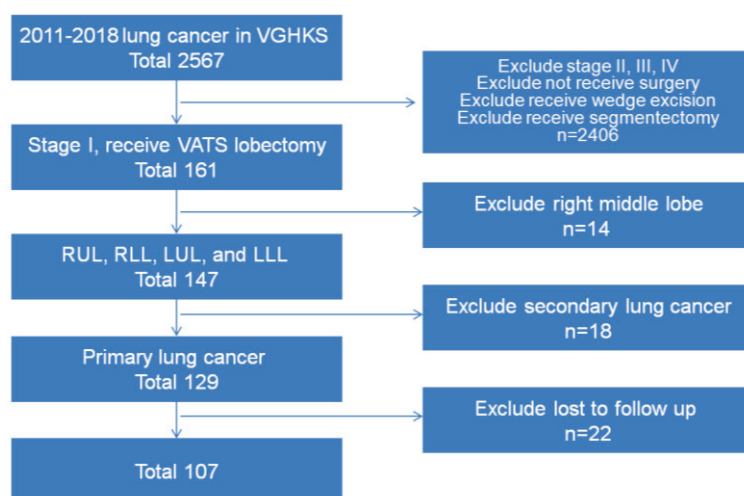 2011-2018 lung cancer in VGHKS
Total 2567
Exclude stage II, III, IV
Exclude not receive surgery
Exclude receive wedge excision
Exclude receive segmentectomy
n=2406
Stage I, receive VATS lobectomy
Total 161
Exclude right middle lobe
n=14
RUL, RLL, LUL, and LLL
Total 147
Exclude secondary lung cancer
n=18
Primary lung cancer
Total 129
Exclude lost to follow up
n=22
Total 107